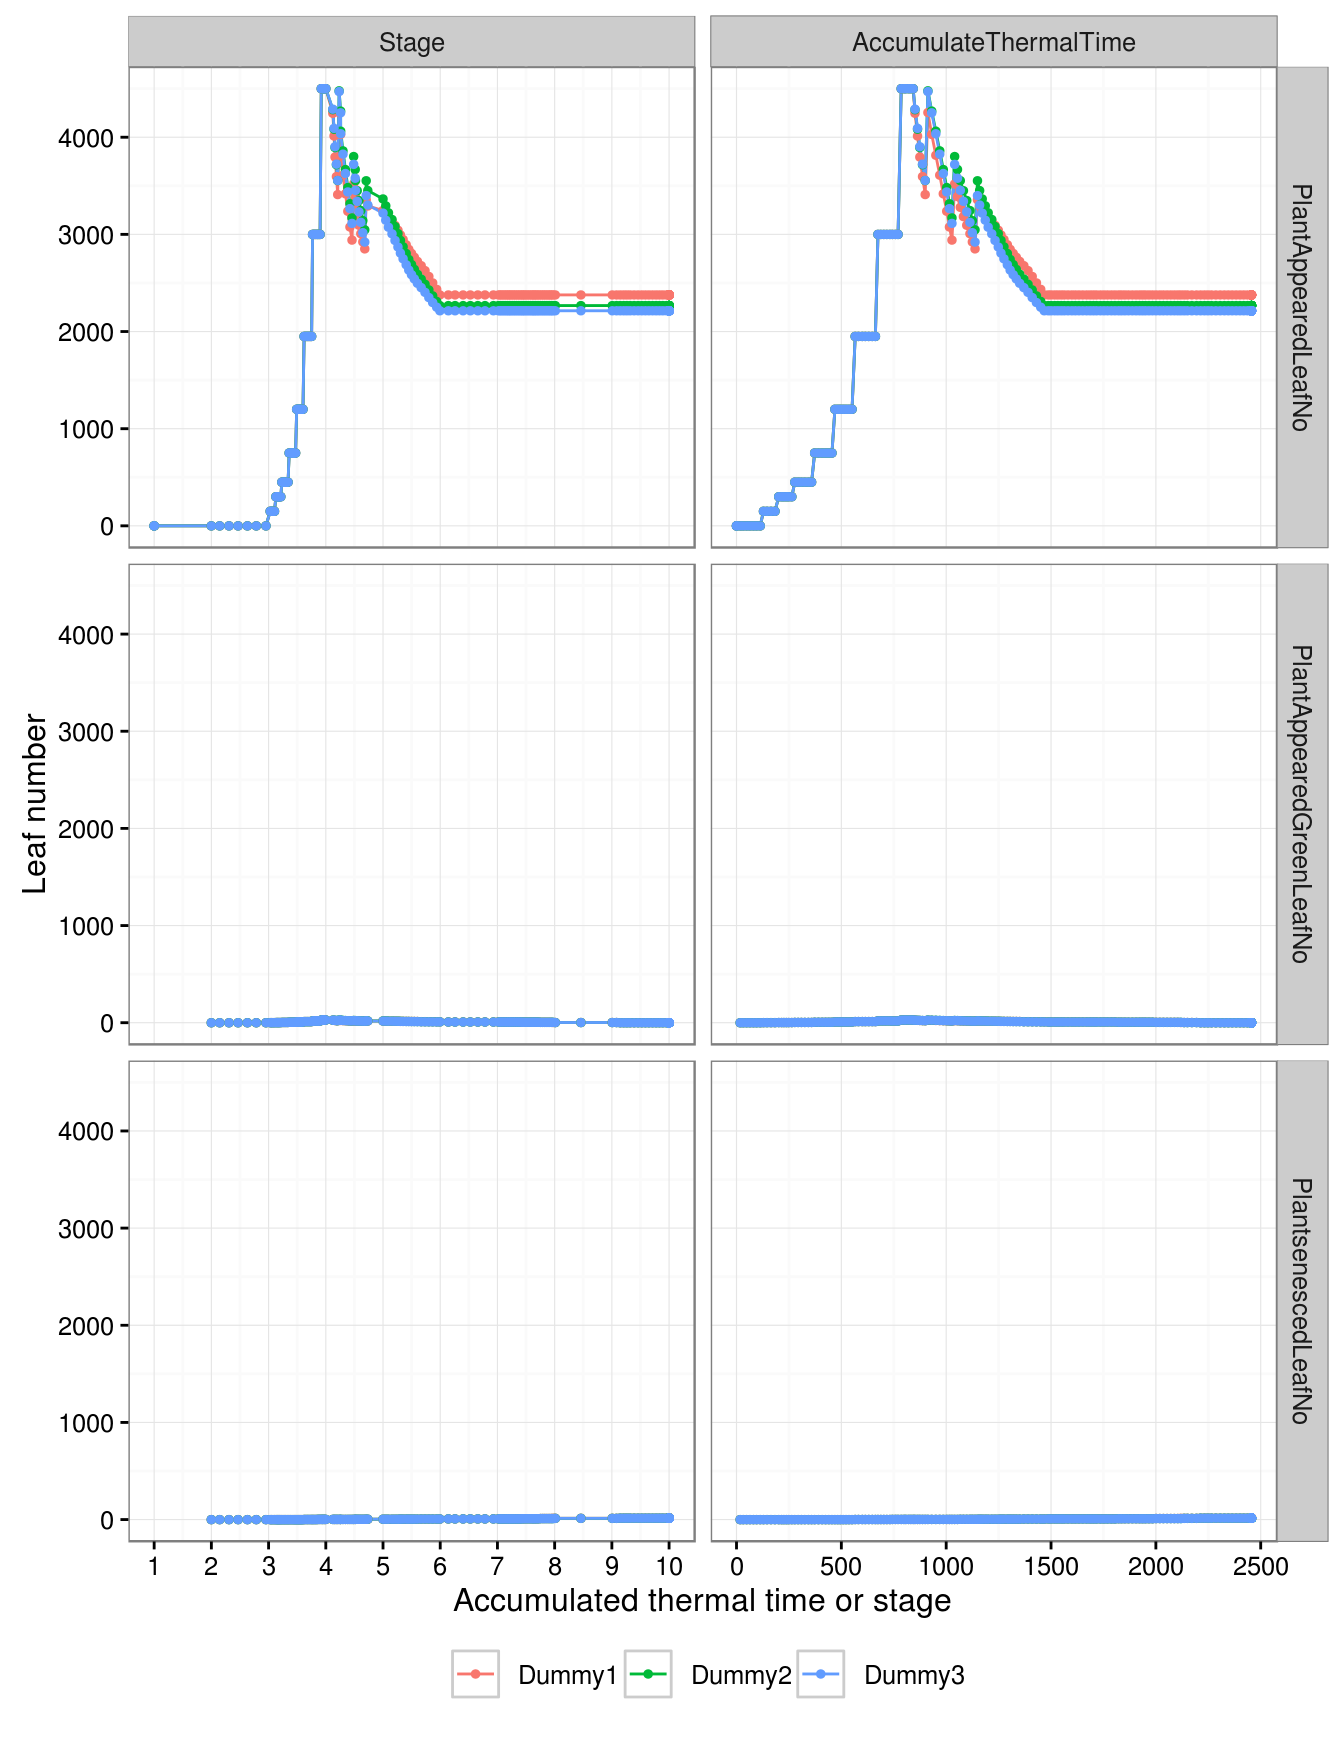 Stage
AccumulateThermalTime
4000
3000
2000
1000
0
PlantAppearedLeafNo
4000
3000
2000
1000
0
PlantAppearedGreenLeafNo
Leaf number
4000
3000
2000
1000
0
PlantsenescedLeafNo
1 2 3 4 5 6 7 8 9 10
0 500 1000 1500 2000 2500
Accumulated thermal time or stage
Dummy1 Dummy2 Dummy3